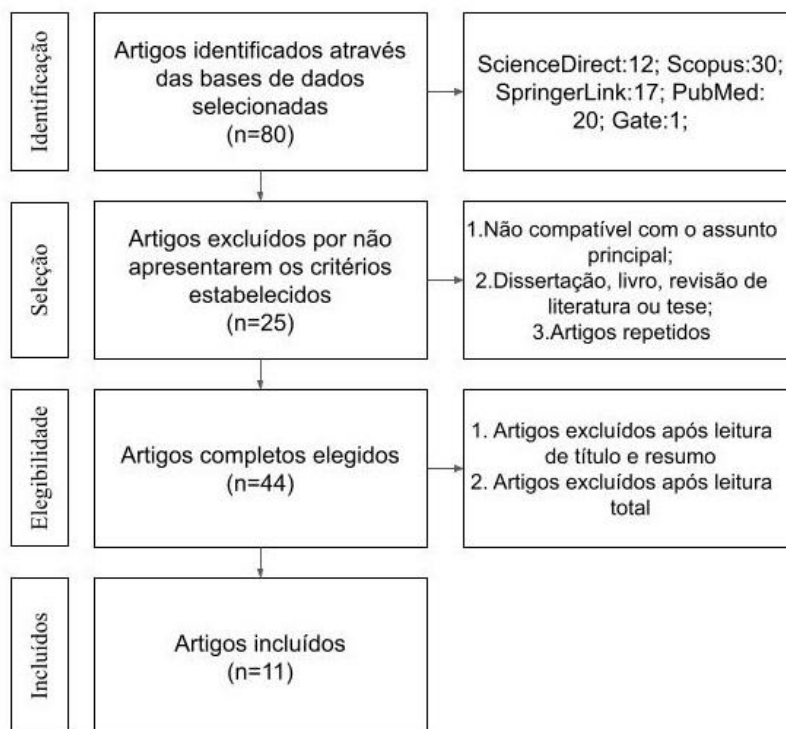 Identificação
Artigos identificados através
das bases de dados
selecionadas
(n=80)
ScienceDirect:12; Scopus:30;
SpringerLink:17; PubMed:
20; Gate:1;
Seleção
Artigos excluídos por não
apresentarem os critérios
estabelecidos
(n=25)
1.Não compatível com o assunto
principal;
2.Dissertação, livro, revisão de
literatura ou tese;
3.Artigos repetidos
Elegibilidade
Artigos completos elegidos
(n=44)
1. Artigos excluídos após leitura
de título e resumo
2. Artigos excluídos após leitura
total
Incluídos
Artigos incluídos
(n=11)